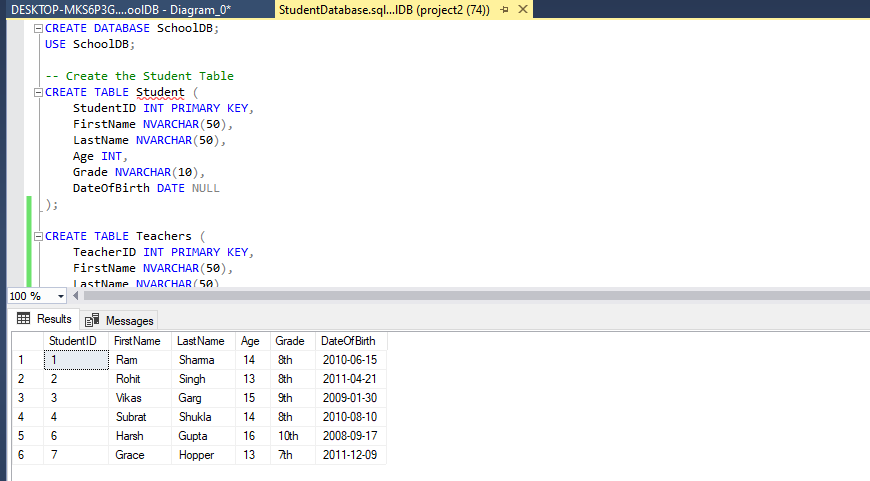 DESKTOP-MKS6P3G....oolDB - Diagram_0* StudentDatabase.sql...lDB (project2 (74))
CREATE DATABASE SchoolDB;
USE SchoolDB;
-- Create the Student Table
CREATE TABLE Student (
StudentID INT PRIMARY KEY,
FirstName NVARCHAR(50),
LastName NVARCHAR(50),
Age INT,
Grade NVARCHAR(10),
DateOfBirth DATE NULL
);
CREATE TABLE Teachers (
TeacherID INT PRIMARY KEY,
FirstName NVARCHAR(50),
LastName NVARCHAR(50)
100 %
Results Messages
StudentID FirstName LastName Age Grade DateOfBirth
1 1 Ram Sharma 14 8th 2010-06-15
2 2 Rohit Singh 13 8th 2011-04-21
3 3 Vikas Garg 15 9th 2009-01-30
4 4 Subrat Shukla 14 8th 2010-08-10
5 6 Harsh Gupta 16 10th 2008-09-17
6 7 Grace Hopper 13 7th 2011-12-09